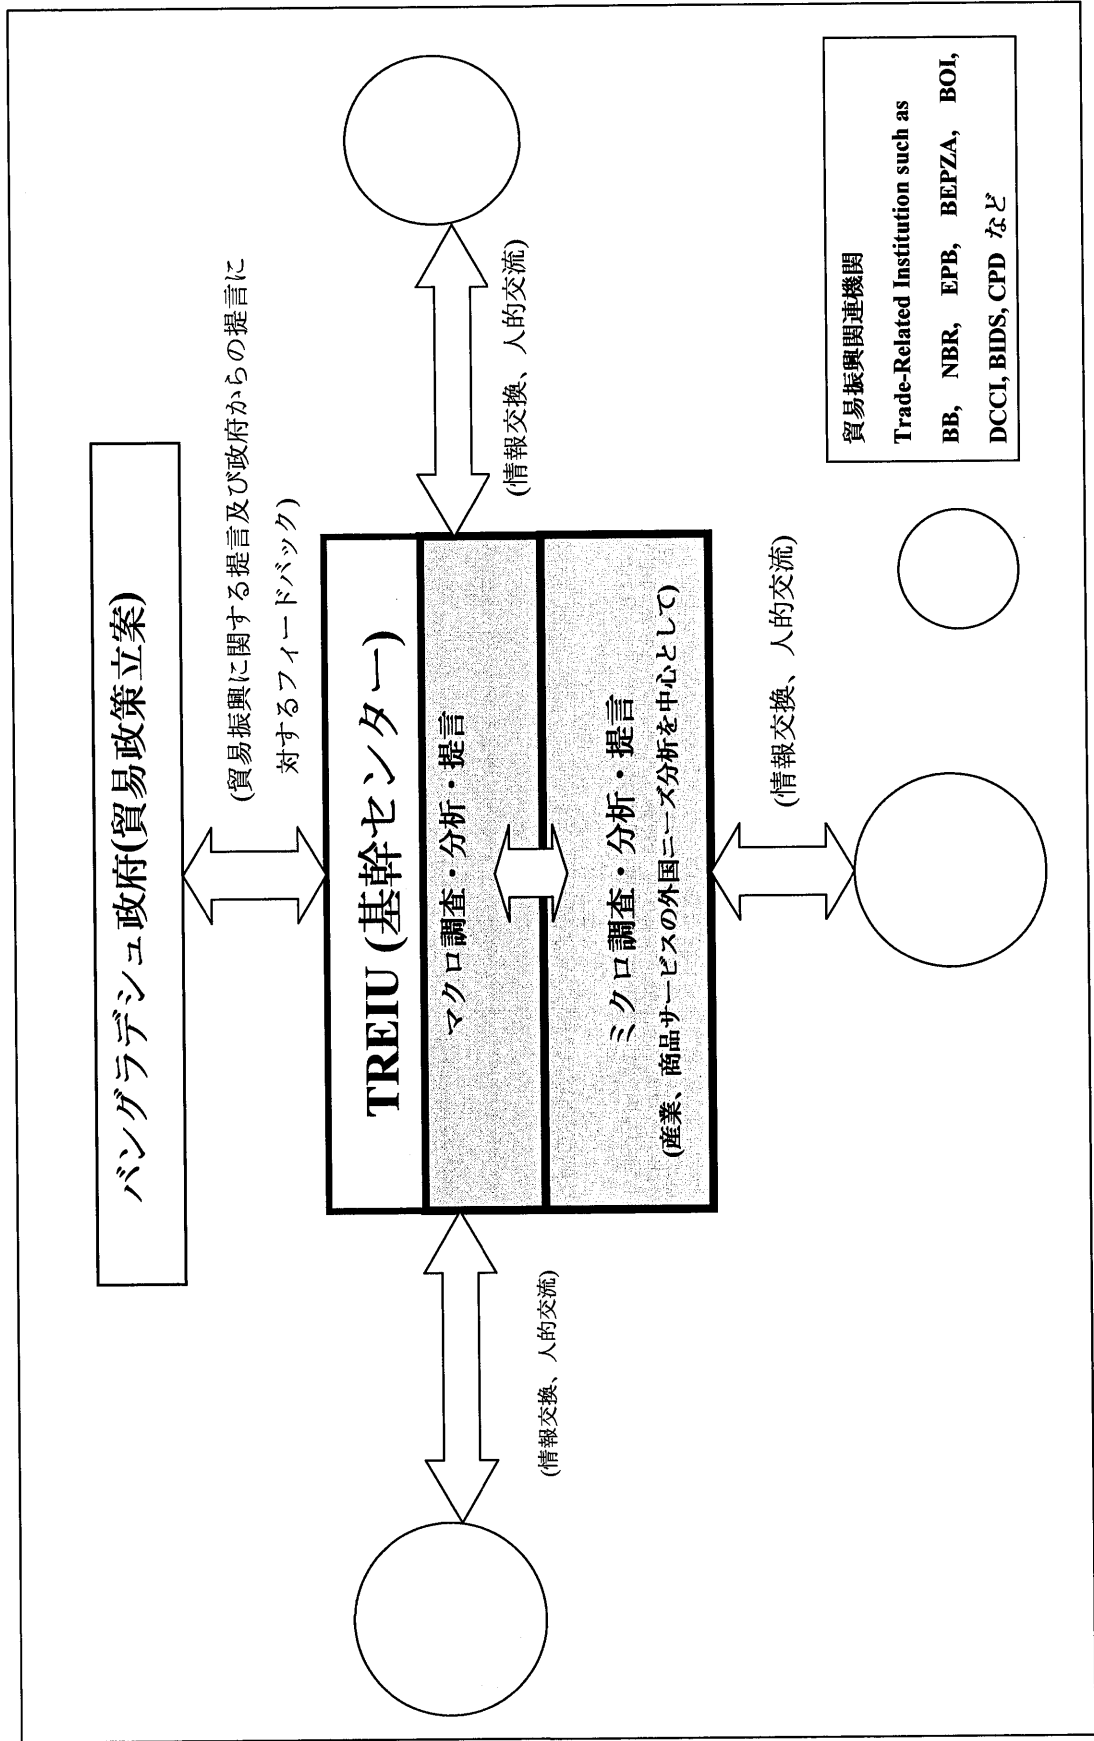 バングラデシュ政府(貿易政策立案)
(貿易振興に関する提言及び政府からの提言に
対するフィードバック)
TREIU (基幹センター)
マクロ調査・分析・提言
ミクロ調査・分析・提言
(産業、商品サービスの外国ニーズ分析を中心として)
(情報交換、人的交流)
(情報交換、人的交流)
(情報交換、人的交流)
貿易振興関連機関
Trade-Related Institution such as
BB, NBR, EPB, BEPZA, BOI,
DCCI, BIDS, CPD など